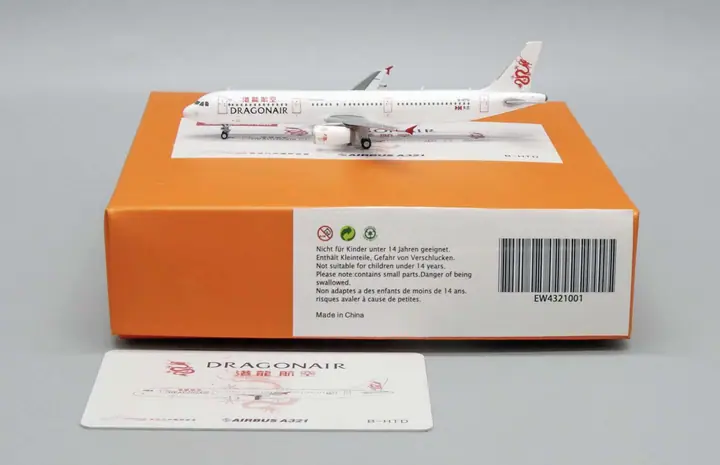 港龍航空
DRAGONAIR
AIRBUS A321
B-HTD
Nicht für Kinder unter 14 Jahren geeignet.
Enthält Kleinteile, Gefahr von Verschlucken.
Not suitable for children under 14 years.
Please note:contains small parts.Danger of being
swallowed.
Non adaptes a des enfants de moins de 14 ans.
risques avaler à cause de petites.
Made in China
EW4321001
DRAGONAIR
港龍航空
AIRBUS A321
B-HTD